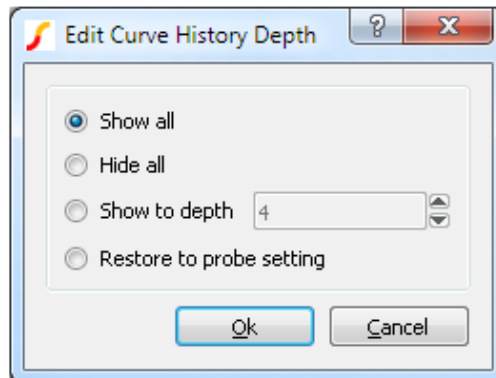 Edit Curve History Depth
?
Show all
Hide all
Show to depth 4
Restore to probe setting
Ok Cancel